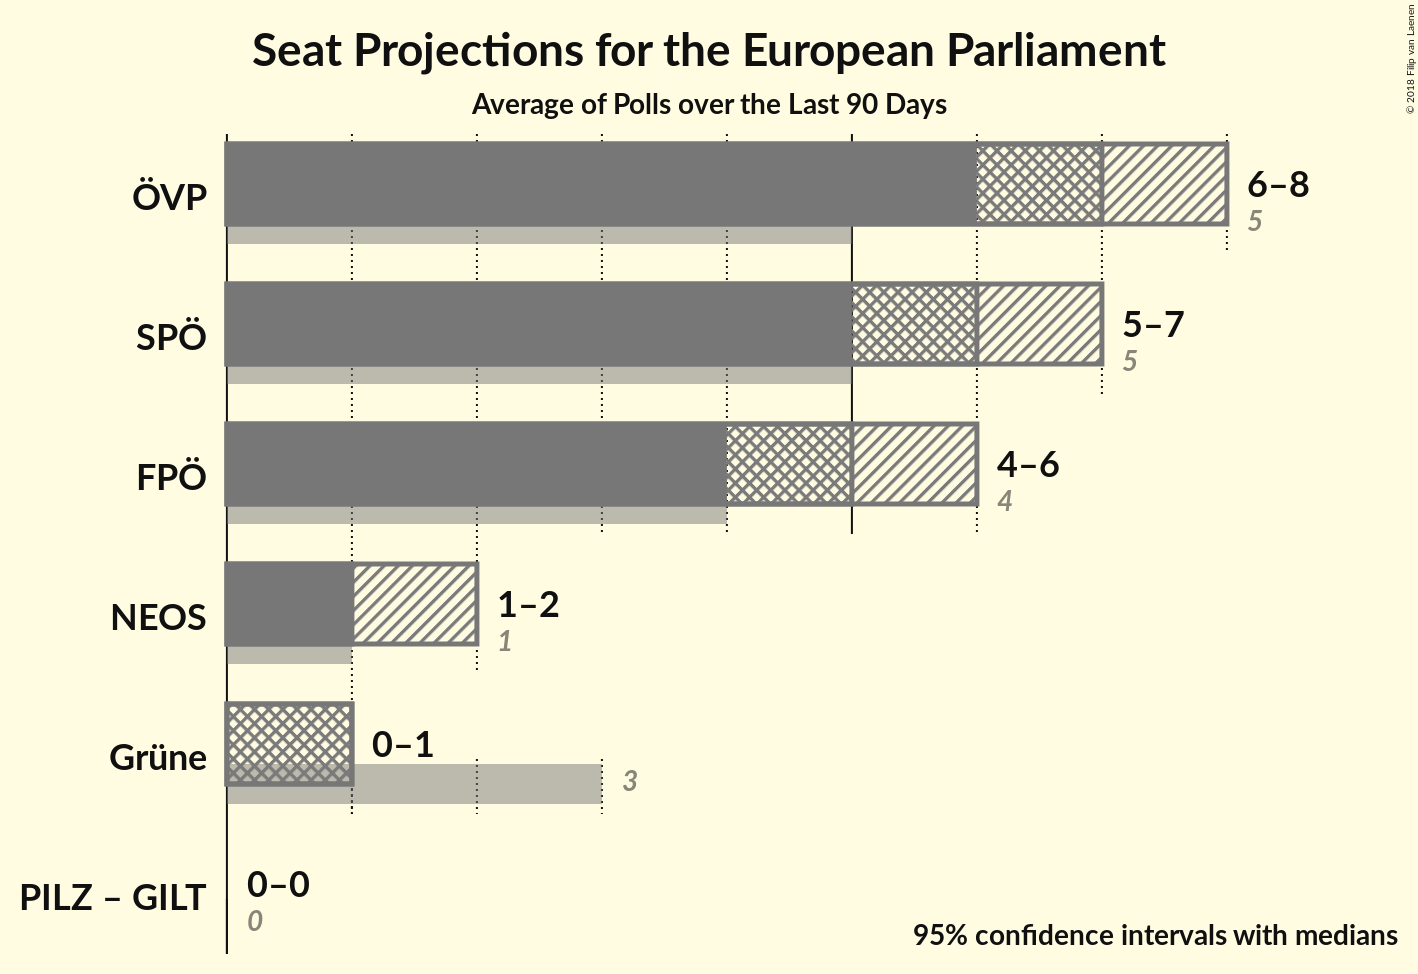 Seat Projections for the European Parliament
Average of Polls over the Last 90 Days
© 2018 Filip van Laenen
ÖVP
6–8
5
SPÖ
5–7
5
FPÖ
4–6
4
NEOS
1–2
1
Grüne
0–1
3
PILZ – GILT
0–0
0
95% confidence intervals with medians